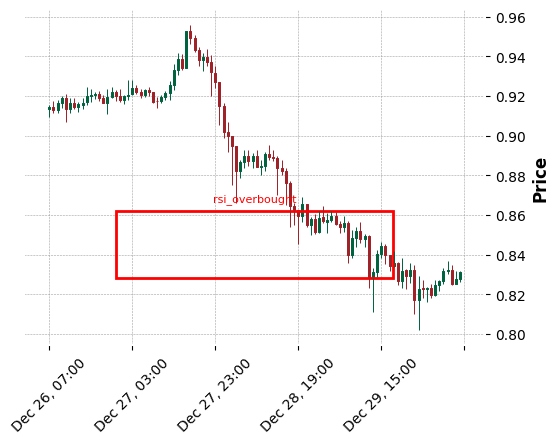 0.96
0.94
0.92
0.90
0.88
0.86
0.84
0.82
0.80
Price
rsi_overbought
Dec 26, 07:00
Dec 27, 03:00
Dec 27, 23:00
Dec 28, 19:00
Dec 29, 15:00